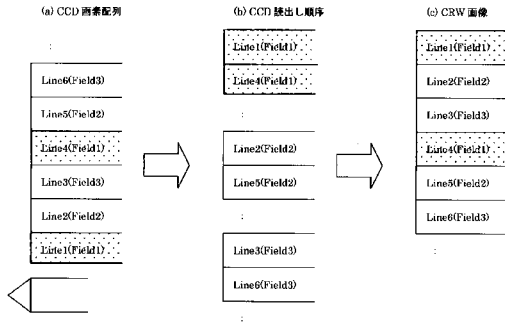 (a) CCD 画素配列
:
Line6(Field3)
Line5(Field2)
Line4(Field1)
Line3(Field3)
Line2(Field2)
Line1(Field1)
(b) CCD 読出し順序
Line1(Field1)
Line4(Field1)
:
Line2(Field2)
Line5(Field2)
:
Line3(Field3)
Line6(Field3)
:
(c) CRW 画像
Line1(Field1)
Line2(Field2)
Line3(Field3)
Line4(Field1)
Line5(Field2)
Line6(Field3)
: